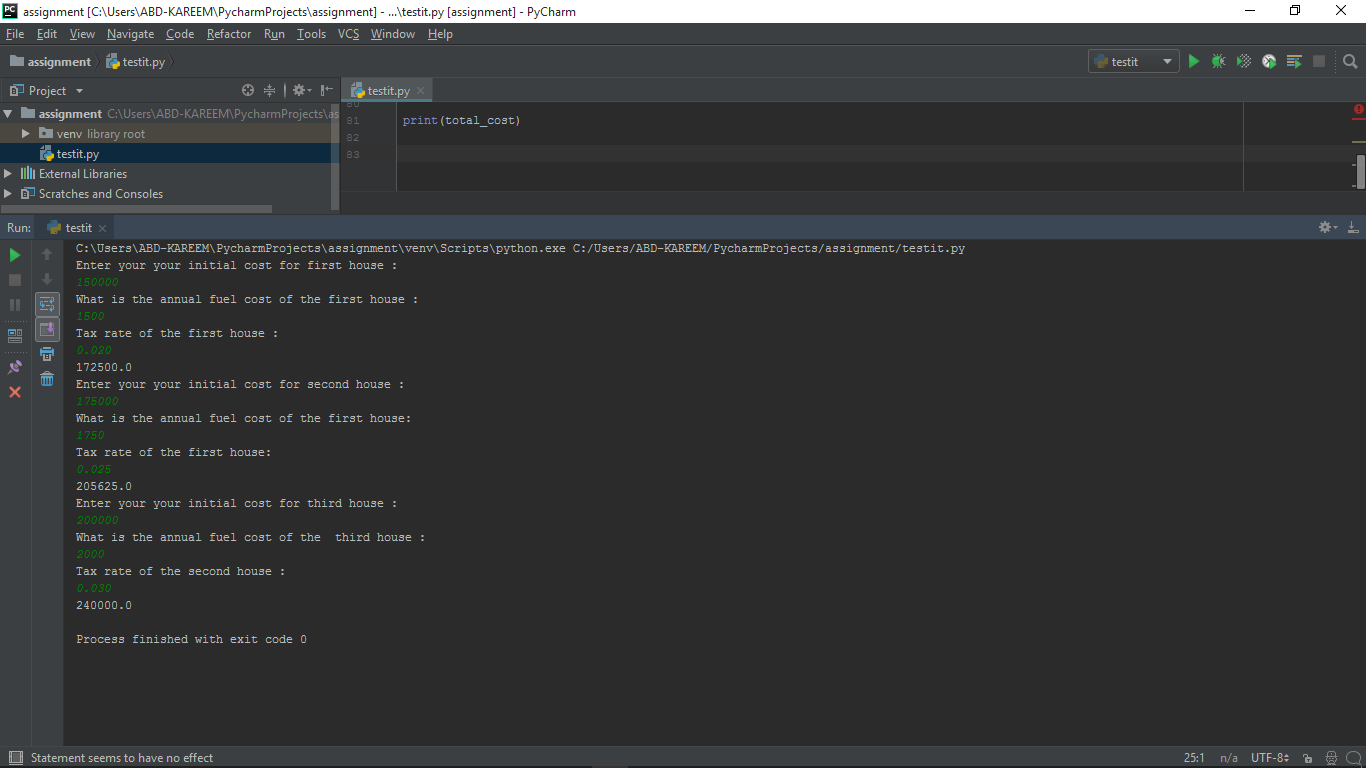 PC assignment [C:\Users\ABD-KAREEM\PycharmProjects\assignment] - ...\testit.py [assignment] - PyCharm
File Edit View Navigate Code Refactor Run Tools VCS Window Help
assignment testit.py testit
Project testit.py
assignment C:\Users\ABD-KAREEM\PycharmProjects\as
venv library root
testit.py
External Libraries
Scratches and Consoles
80
81 print(total_cost)
82
83
Run: testit
C:\Users\ABD-KAREEM\PycharmProjects\assignment\venv\Scripts\python.exe C:/Users/ABD-KAREEM/PycharmProjects/assignment/testit.py
Enter your your initial cost for first house :
150000
What is the annual fuel cost of the first house :
1500
Tax rate of the first house :
0.020
172500.0
Enter your your initial cost for second house :
175000
What is the annual fuel cost of the first house:
1750
Tax rate of the first house:
0.025
205625.0
Enter your your initial cost for third house :
200000
What is the annual fuel cost of the  third house :
2000
Tax rate of the second house :
0.030
240000.0
Process finished with exit code 0
Statement seems to have no effect 25:1 n/a UTF-8